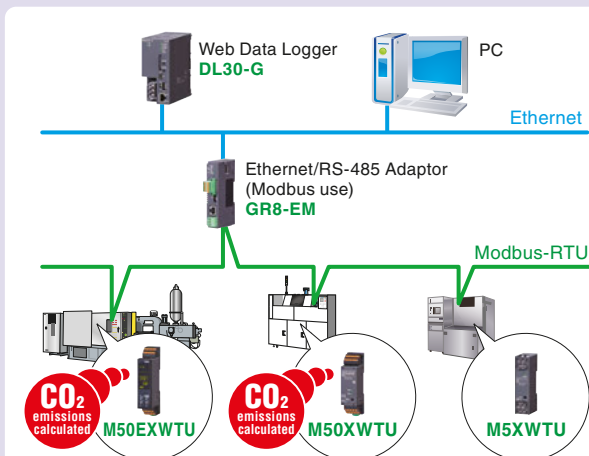 Web Data Logger
DL30-G
PC
Ethernet
Ethernet/RS-485 Adaptor
(Modbus use)
GR8-EM
Modbus-RTU
CO2
emissions
calculated
M50EXWTU
CO2
emissions
calculated
M50XWTU
M5XWTU